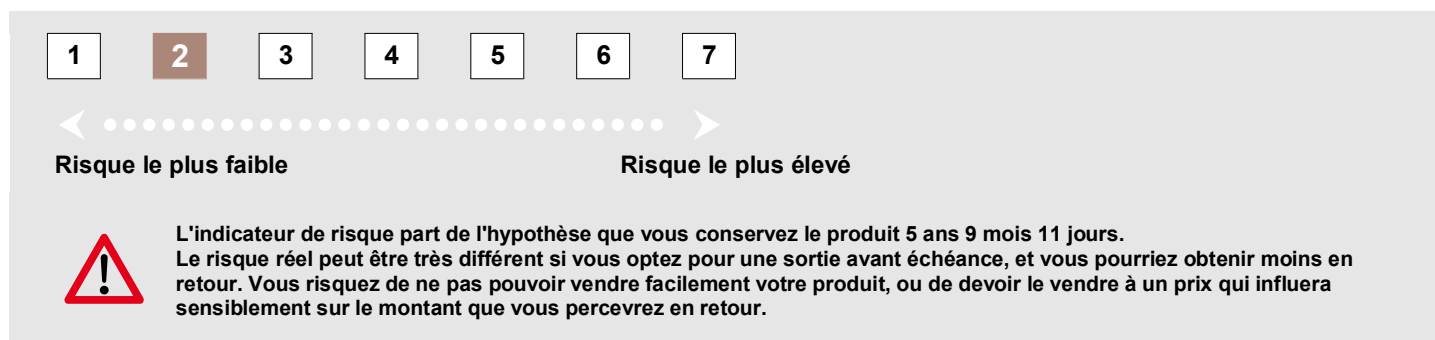 1 2 3 4 5 6 7
Risque le plus faible Risque le plus élevé
L'indicateur de risque part de l'hypothèse que vous conservez le produit 5 ans 9 mois 11 jours.
Le risque réel peut être très différent si vous optez pour une sortie avant échéance, et vous pourriez obtenir moins en
retour. Vous risquez de ne pas pouvoir vendre facilement votre produit, ou de devoir le vendre à un prix qui influera
sensiblement sur le montant que vous percevrez en retour.